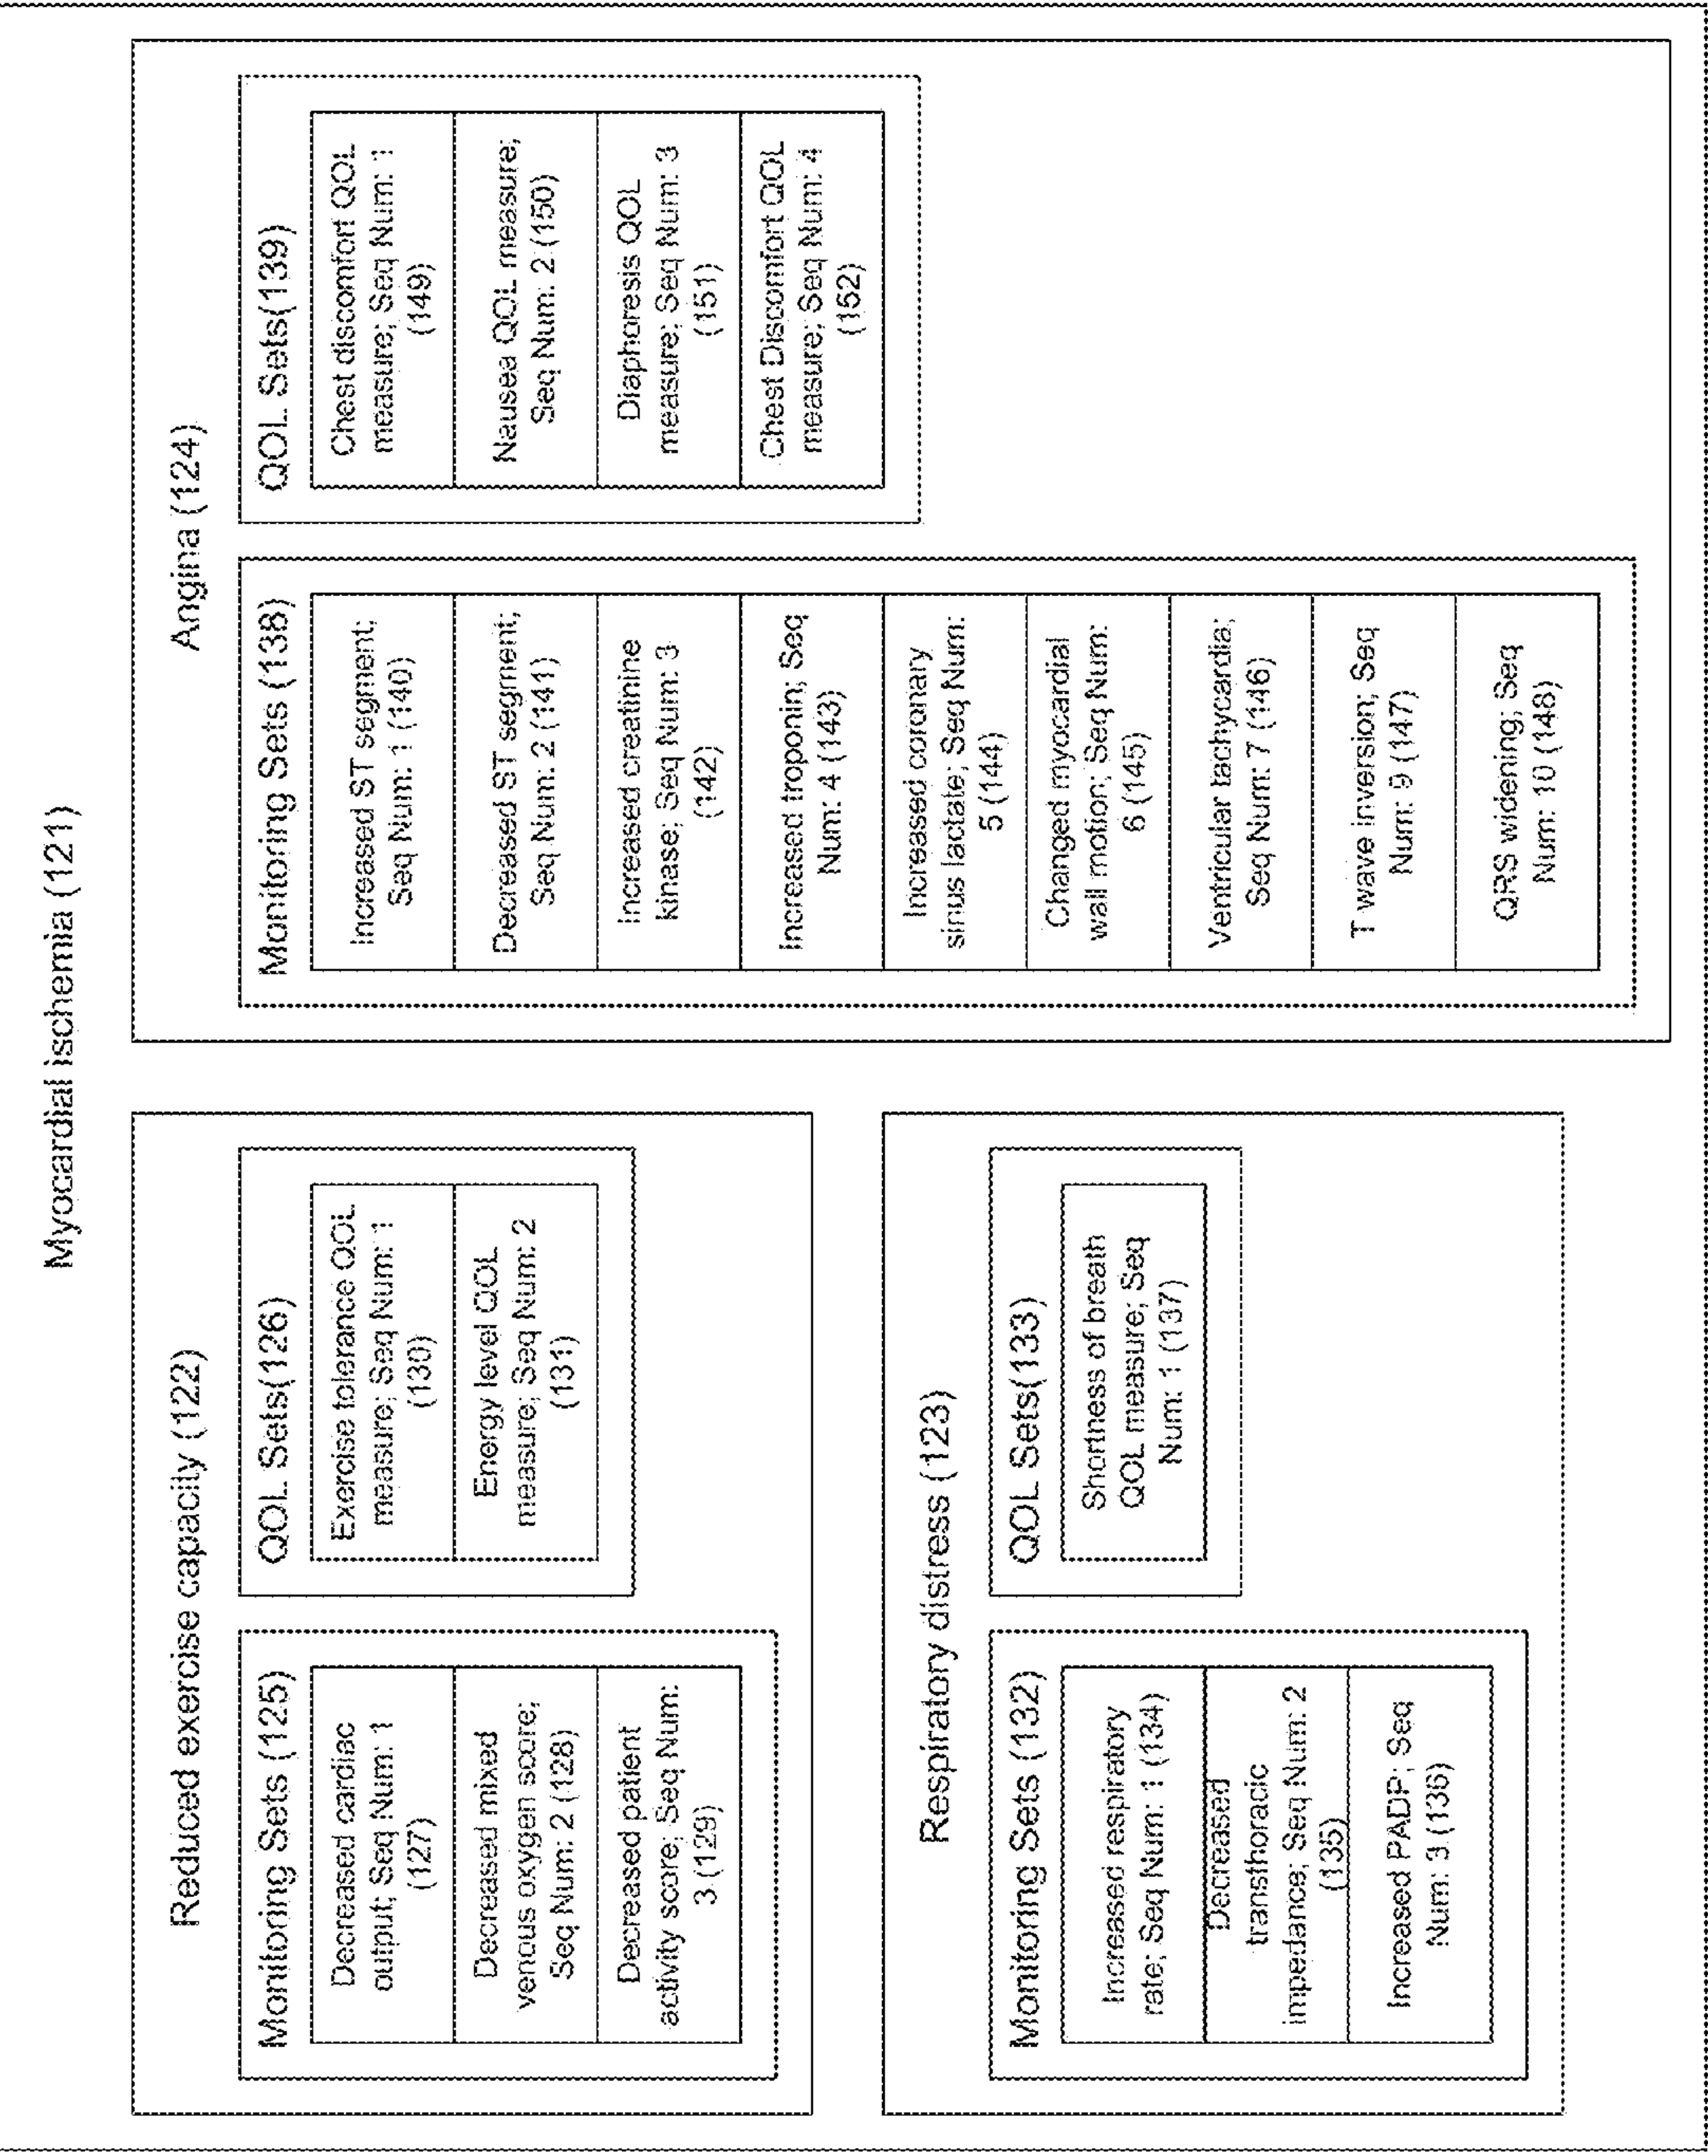 Myocardial ischemia (121)
Reduced exercise capacity (122)
Monitoring Sets (125)
Decreased cardiac
output; Seq Num: 1
(127)
Decreased mixed
venous oxygen score;
Seq Num: 2 (128)
Decreased patient
activity score; Seq Num:
3 (129)
QOL Sets(126)
Exercise tolerance QOL
measure; Seq Num: 1
(130)
Energy level QOL
measure; Seq Num: 2
(131)
Respiratory distress (123)
Monitoring Sets (132)
Increased respiratory
rate; Seq Num: 1 (134)
Decreased
transthoracic
impedance; Seq Num: 2
(135)
Increased PADP; Seq
Num: 3 (136)
QOL Sets(133)
Shortness of breath
QOL measure; Seq
Num: 1 (137)
Angina (124)
Monitoring Sets (138)
Increased ST segment;
Seq Num: 1 (140)
Decreased ST segment;
Seq Num: 2 (141)
Increased creatinine
kinase; Seq Num: 3
(142)
Increased troponin; Seq
Num: 4 (143)
Increased coronary
sinus lactate; Seq Num:
5 (144)
Changed myocardial
wall motion; Seq Num:
6 (145)
Ventricular tachycardia;
Seq Num: 7 (146)
T wave inversion; Seq
Num: 9 (147)
QRS widening; Seq
Num: 10 (148)
QOL Sets(139)
Chest discomfort QOL
measure; Seq Num: 1
(149)
Nausea QOL measure;
Seq Num: 2 (150)
Diaphoresis QOL
measure; Seq Num: 3
(151)
Chest Discomfort QOL
measure; Seq Num: 4
(152)